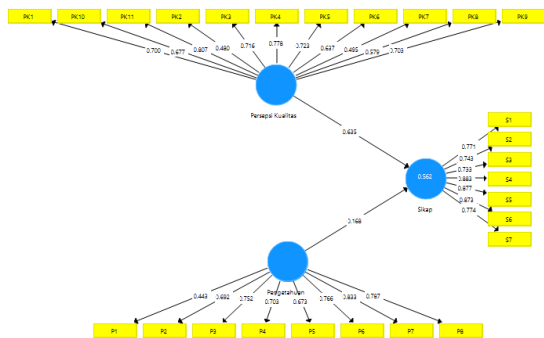 PK1 PK10 PK11 PK2 PK3 PK4 PK5 PK6 PK7 PK8 PK9
0.700 0.677 0.807 0.480 0.716 0.778 0.723 0.637 0.495 0.579 0.703
Persepsi Kualitas
0.635
S1
S2
S3
S4
S5
S6
S7
0.771
0.743
0.733
0.883
0.877
0.873
0.774
0.562
Sikap
0.168
Pengetahuan
0.443 0.692 0.752 0.703 0.673 0.766 0.833 0.787
P1 P2 P3 P4 P5 P6 P7 P8